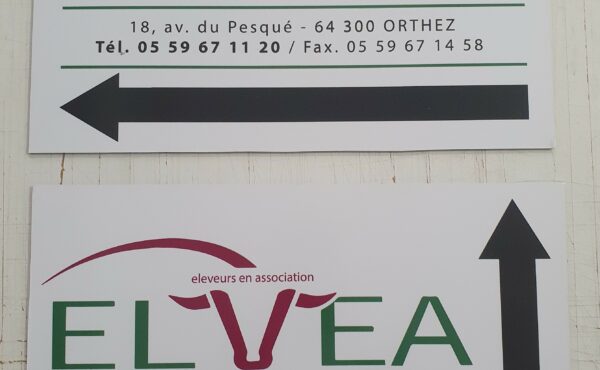 18, av. du Pesqué - 64 300 ORTHEZ
Tél. 05 59 67 11 20 / Fax. 05 59 67 14 58
eleveurs en association
ELVEA